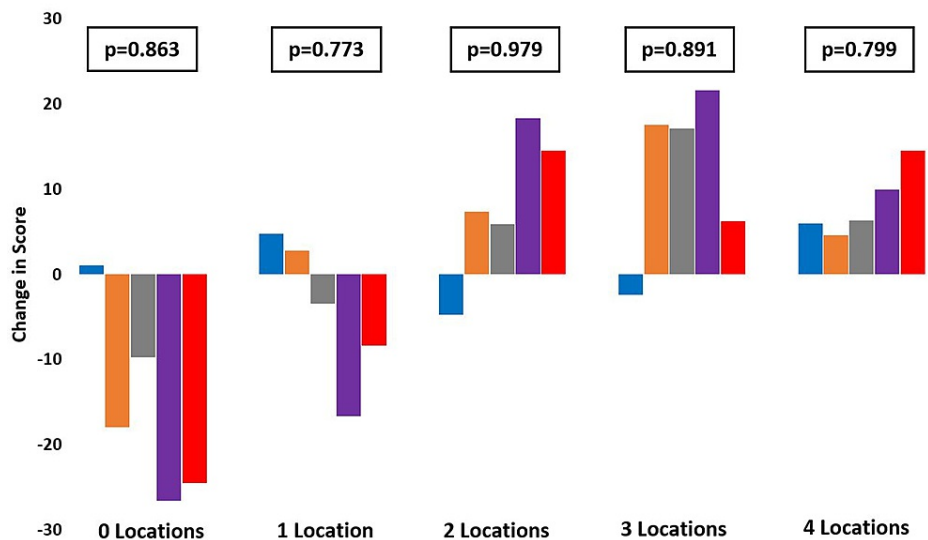 30
p=0.863 p=0.773 p=0.979 p=0.891 p=0.799
20
10
0
-10
-20
-30
Change in Score
0 Locations 1 Location 2 Locations 3 Locations 4 Locations